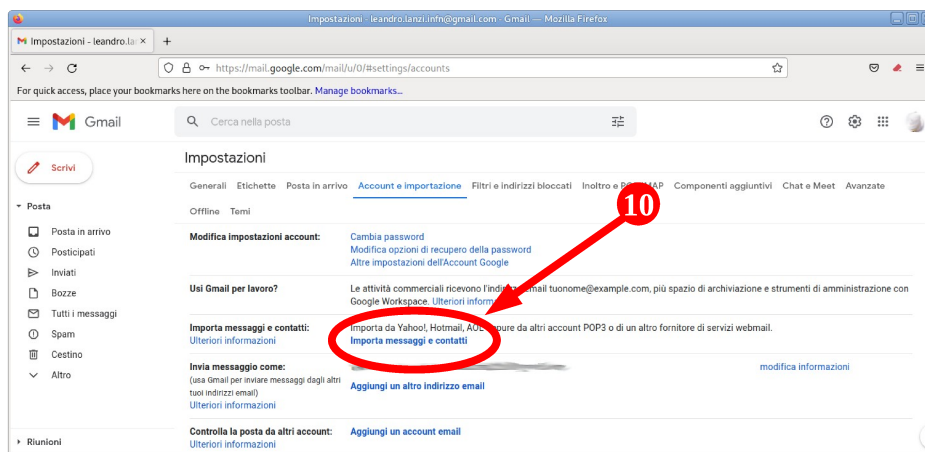 Impostazioni - leandro.lanzi.infn@gmail.com - Gmail — Mozilla Firefox
Impostazioni - leandro.la
https://mail.google.com/mail/u/0/#settings/accounts
For quick access, place your bookmarks here on the bookmarks toolbar. Manage bookmarks...
Gmail
Cerca nella posta
Scrivi
Impostazioni
Generali Etichette Posta in arrivo Account e importazione Filtri e indirizzi bloccati Inoltro e Componenti aggiuntivi Chat e Meet Avanzate
Offline Temi
10
Posta
Posta in arrivo
Posticipati
Inviati
Bozze
Tutti i messaggi
Spam
Cestino
Altro
Riunioni
Modifica impostazioni account: Cambia password
Modifica opzioni di recupero della password
Altre impostazioni dell'Account Google
Usi Gmail per lavoro? Le attività commerciali ricevono email tuonome@example.com, più spazio di archiviazione e strumenti di amministrazione con
Google Workspace. Ulteriori
Importa messaggi e contatti: Importa da Yahoo!, Hotmail, oppure da altri account POP3 o di un altro fornitore di servizi webmail.
Ulteriori informazioni Importa messaggi e contatti
Invia messaggio come: modifica informazioni
(usa Gmail per inviare messaggi dagli altri
tuoi indirizzi email) Aggiungi un altro indirizzo email
Ulteriori informazioni
Controlla la posta da altri account: Aggiungi un account email
Ulteriori informazioni